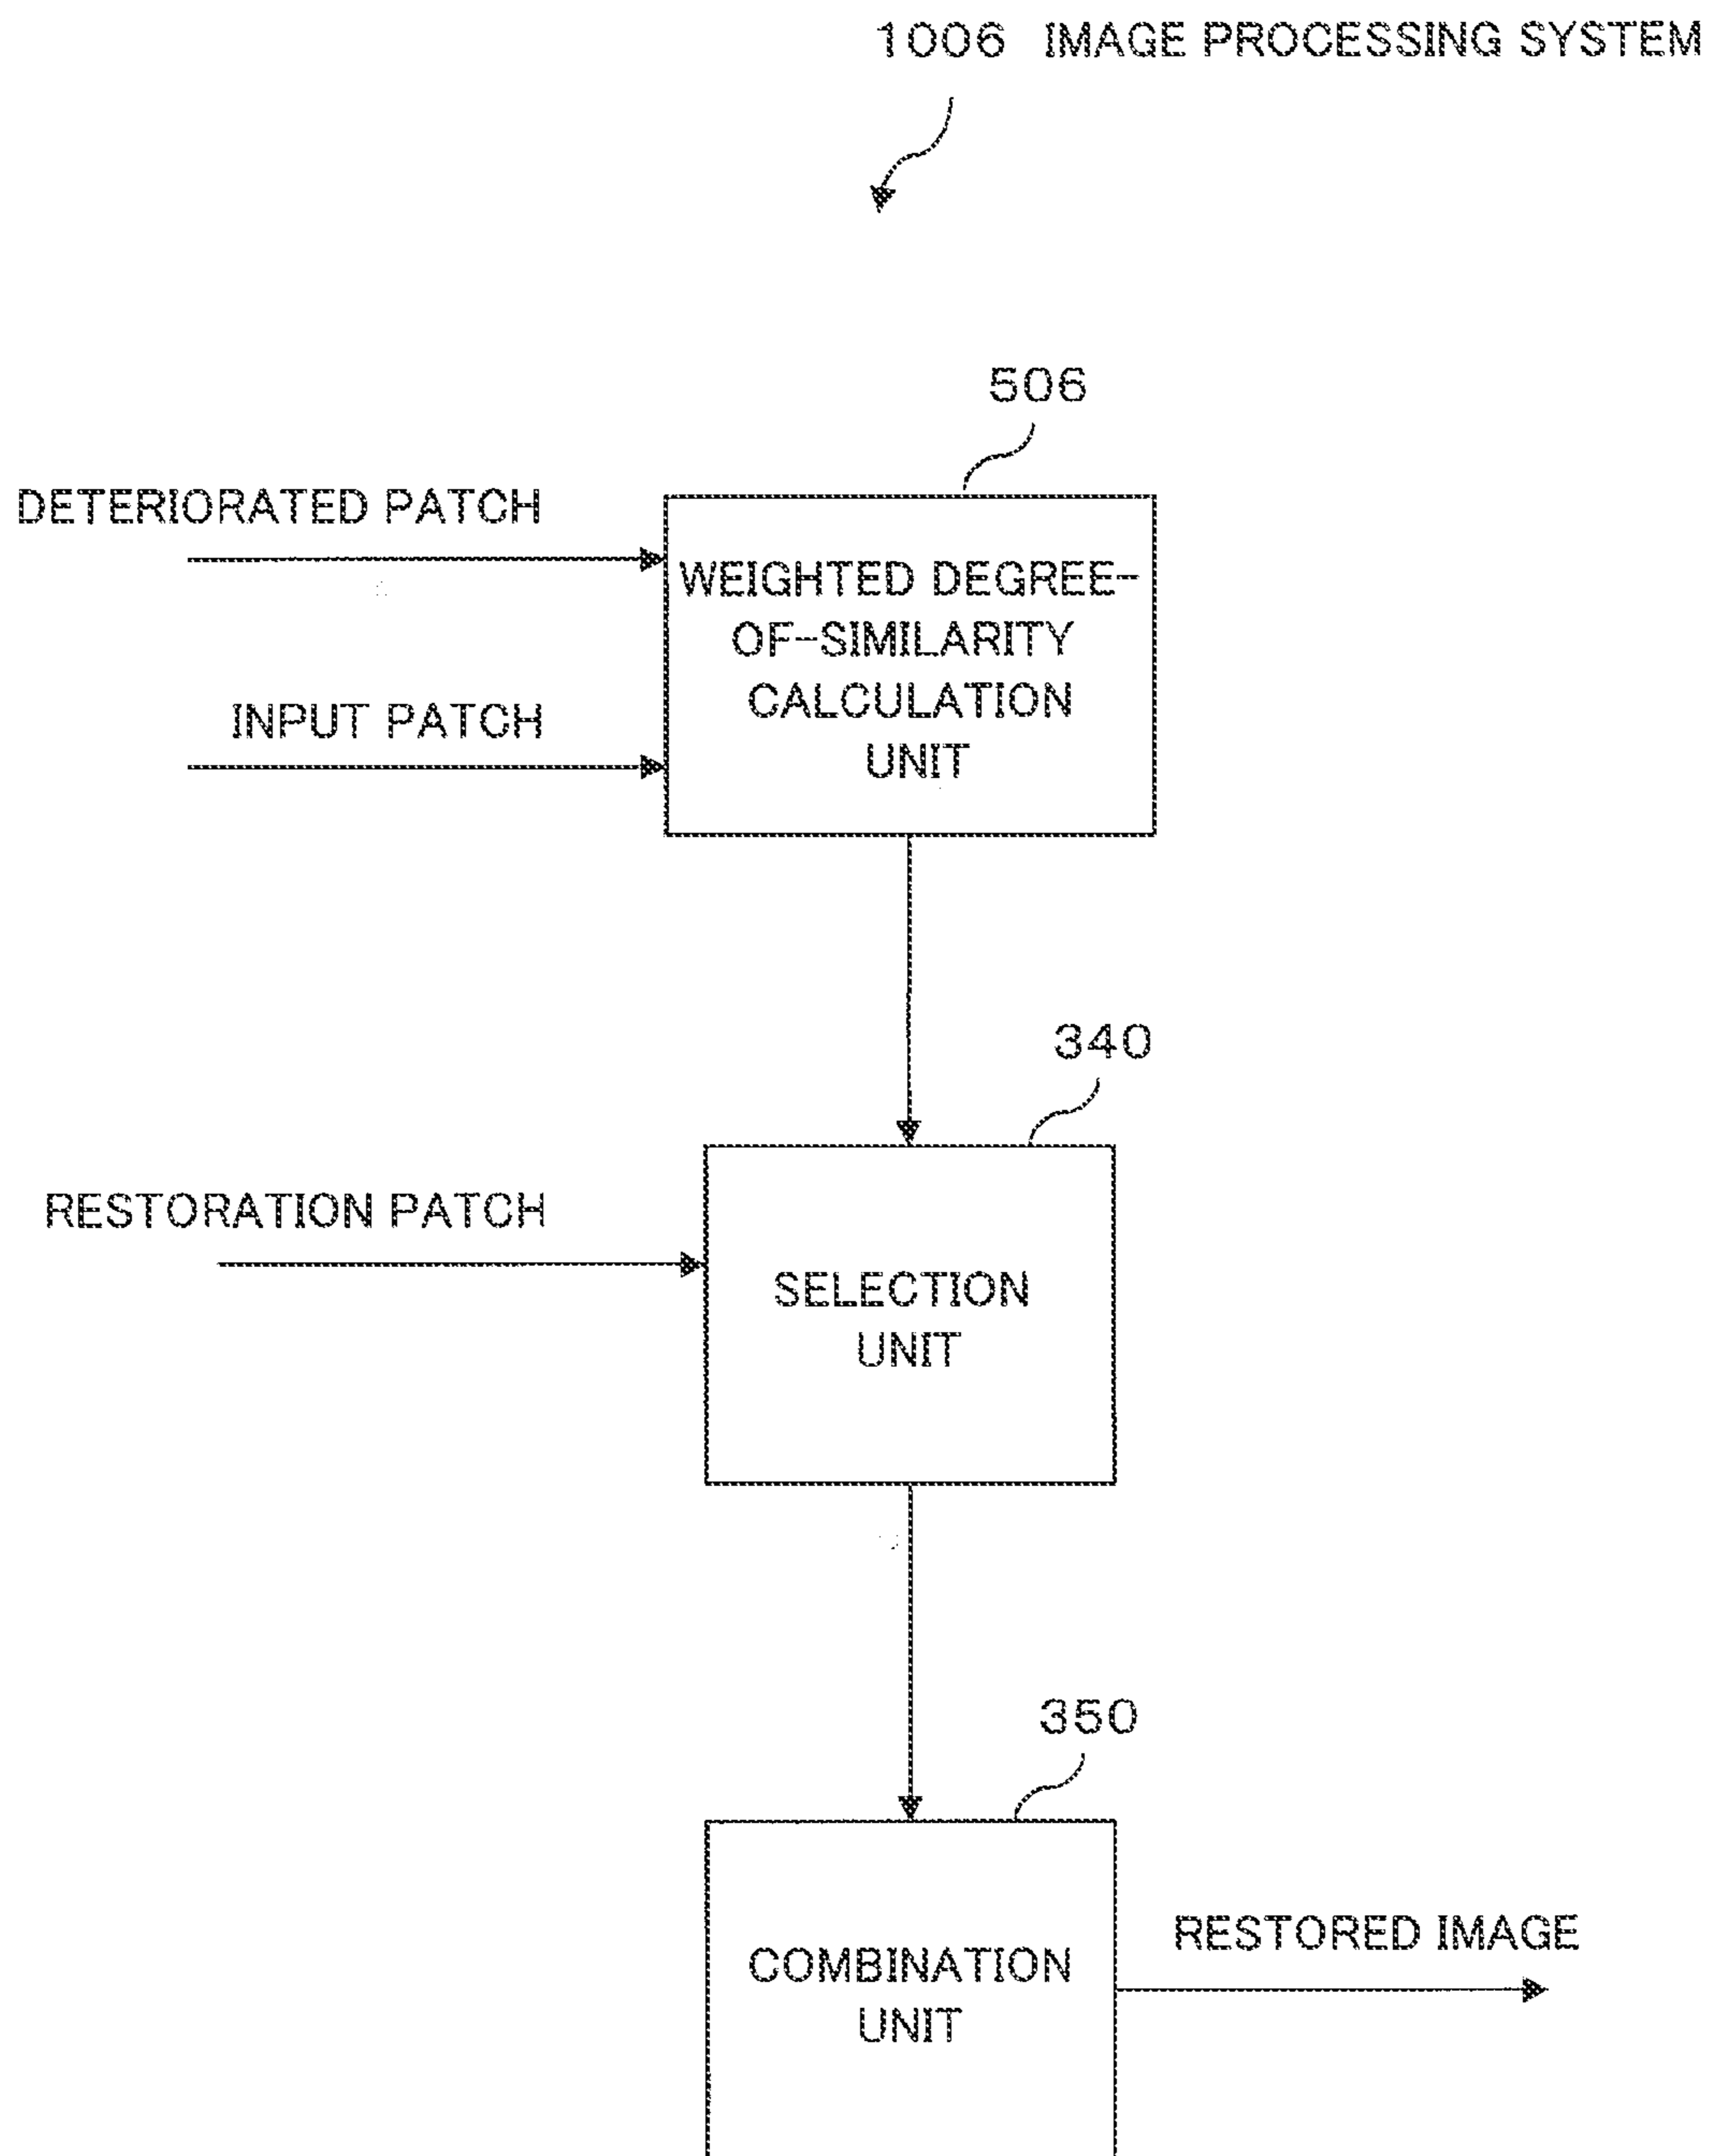 1006 IMAGE PROCESSING SYSTEM
506
DETERIORATED PATCH
WEIGHTED DEGREE-
OF-SIMILARITY
CALCULATION
UNIT
INPUT PATCH
340
RESTORATION PATCH
SELECTION
UNIT
350
COMBINATION
UNIT
RESTORED IMAGE